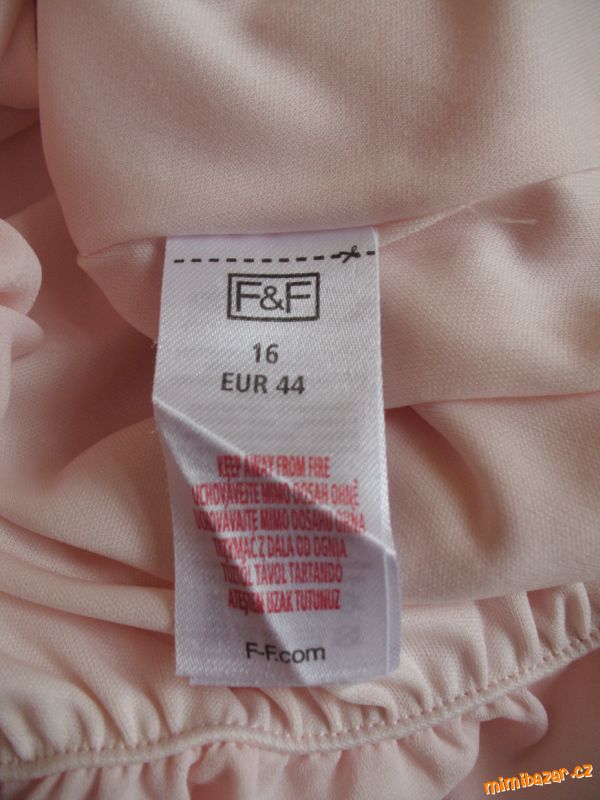 F&F
16
EUR 44
KEEP AWAY FROM FIRE
UCHOVÁVEJTE MIMO DOSAH OHNĚ
UCHOVÁVAJTE MIMO DOSAHU OHŇA
TRZYMAĆ Z DALA OD OGNIA
TŰZTŐL TÁVOL TARTANDÓ
ATEŞTEN UZAK TUTUNUZ
F-F.com
mimibazar.cz